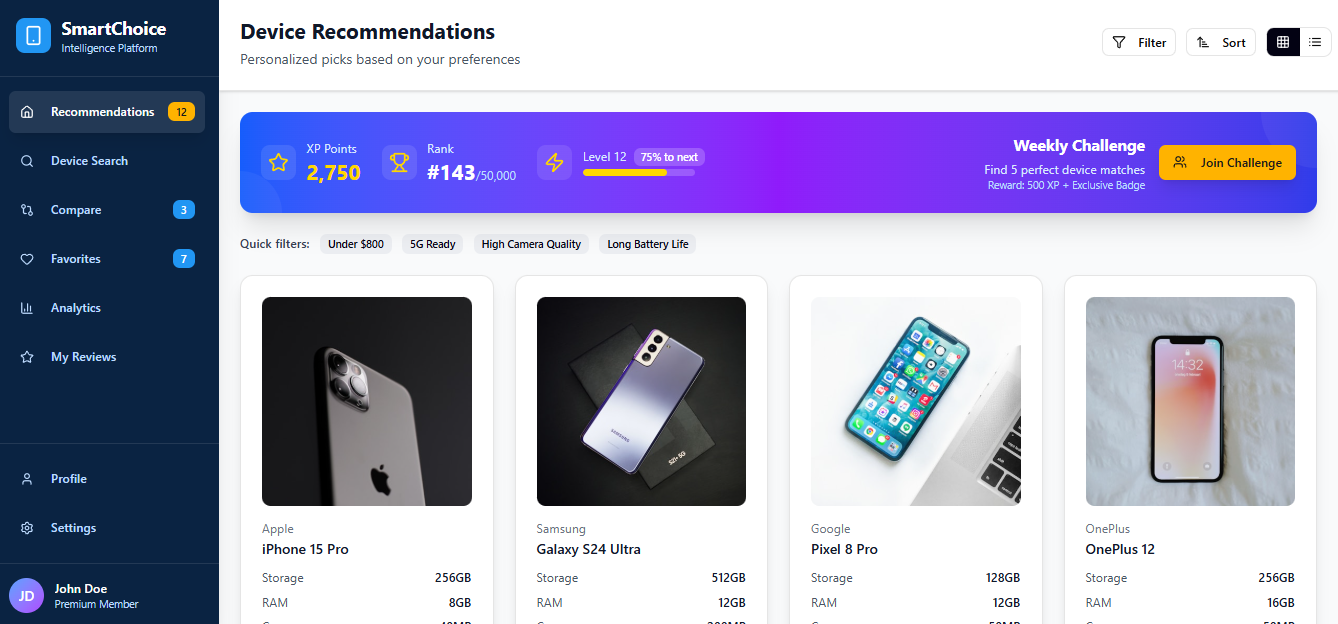 SmartChoice
Intelligence Platform
Recommendations 12
Device Search
Compare 3
Favorites 7
Analytics
My Reviews
Profile
Settings
JD
John Doe
Premium Member
Device Recommendations
Personalized picks based on your preferences
Filter
Sort
XP Points
2,750
Rank
#143/50,000
Level 12 75% to next
Weekly Challenge
Find 5 perfect device matches
Reward: 500 XP + Exclusive Badge
Join Challenge
Quick filters: Under $800 5G Ready High Camera Quality Long Battery Life
Apple
iPhone 15 Pro
Storage 256GB
RAM 8GB
SAMSUNG
S21+ 5G
Samsung
Galaxy S24 Ultra
Storage 512GB
RAM 12GB
Google
Pixel 8 Pro
Storage 128GB
RAM 12GB
14:32
OnePlus
OnePlus 12
Storage 256GB
RAM 16GB